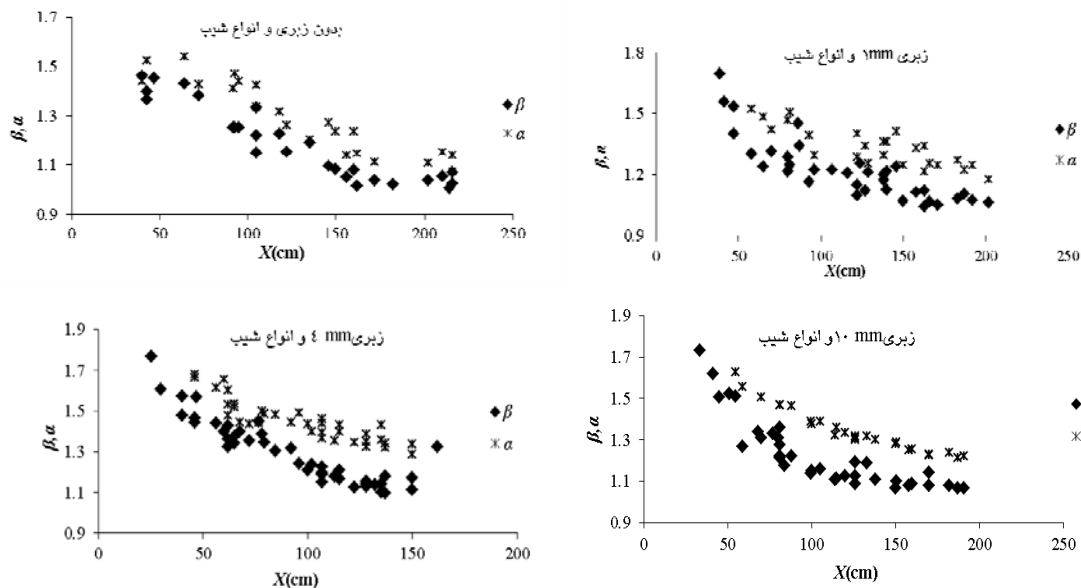 بدون زبری و انواع شیب
β,α
1.7
1.5
1.3
1.1
0.9
0
50
100
150
200
250
X(cm)
β
α
زبری ۱mm و انواع شیب
β,α
1.8
1.5
1.2
0.9
0
50
100
150
200
250
X(cm)
β
α
زبری ٤ mm و انواع شیب
β,α
1.9
1.7
1.5
1.3
1.1
0.9
0
50
100
150
200
X(cm)
β
α
زبری ۱۰ mm و انواع شیب
β,α
1.9
1.7
1.5
1.3
1.1
0.9
0
50
100
150
200
250
X(cm)
β
α